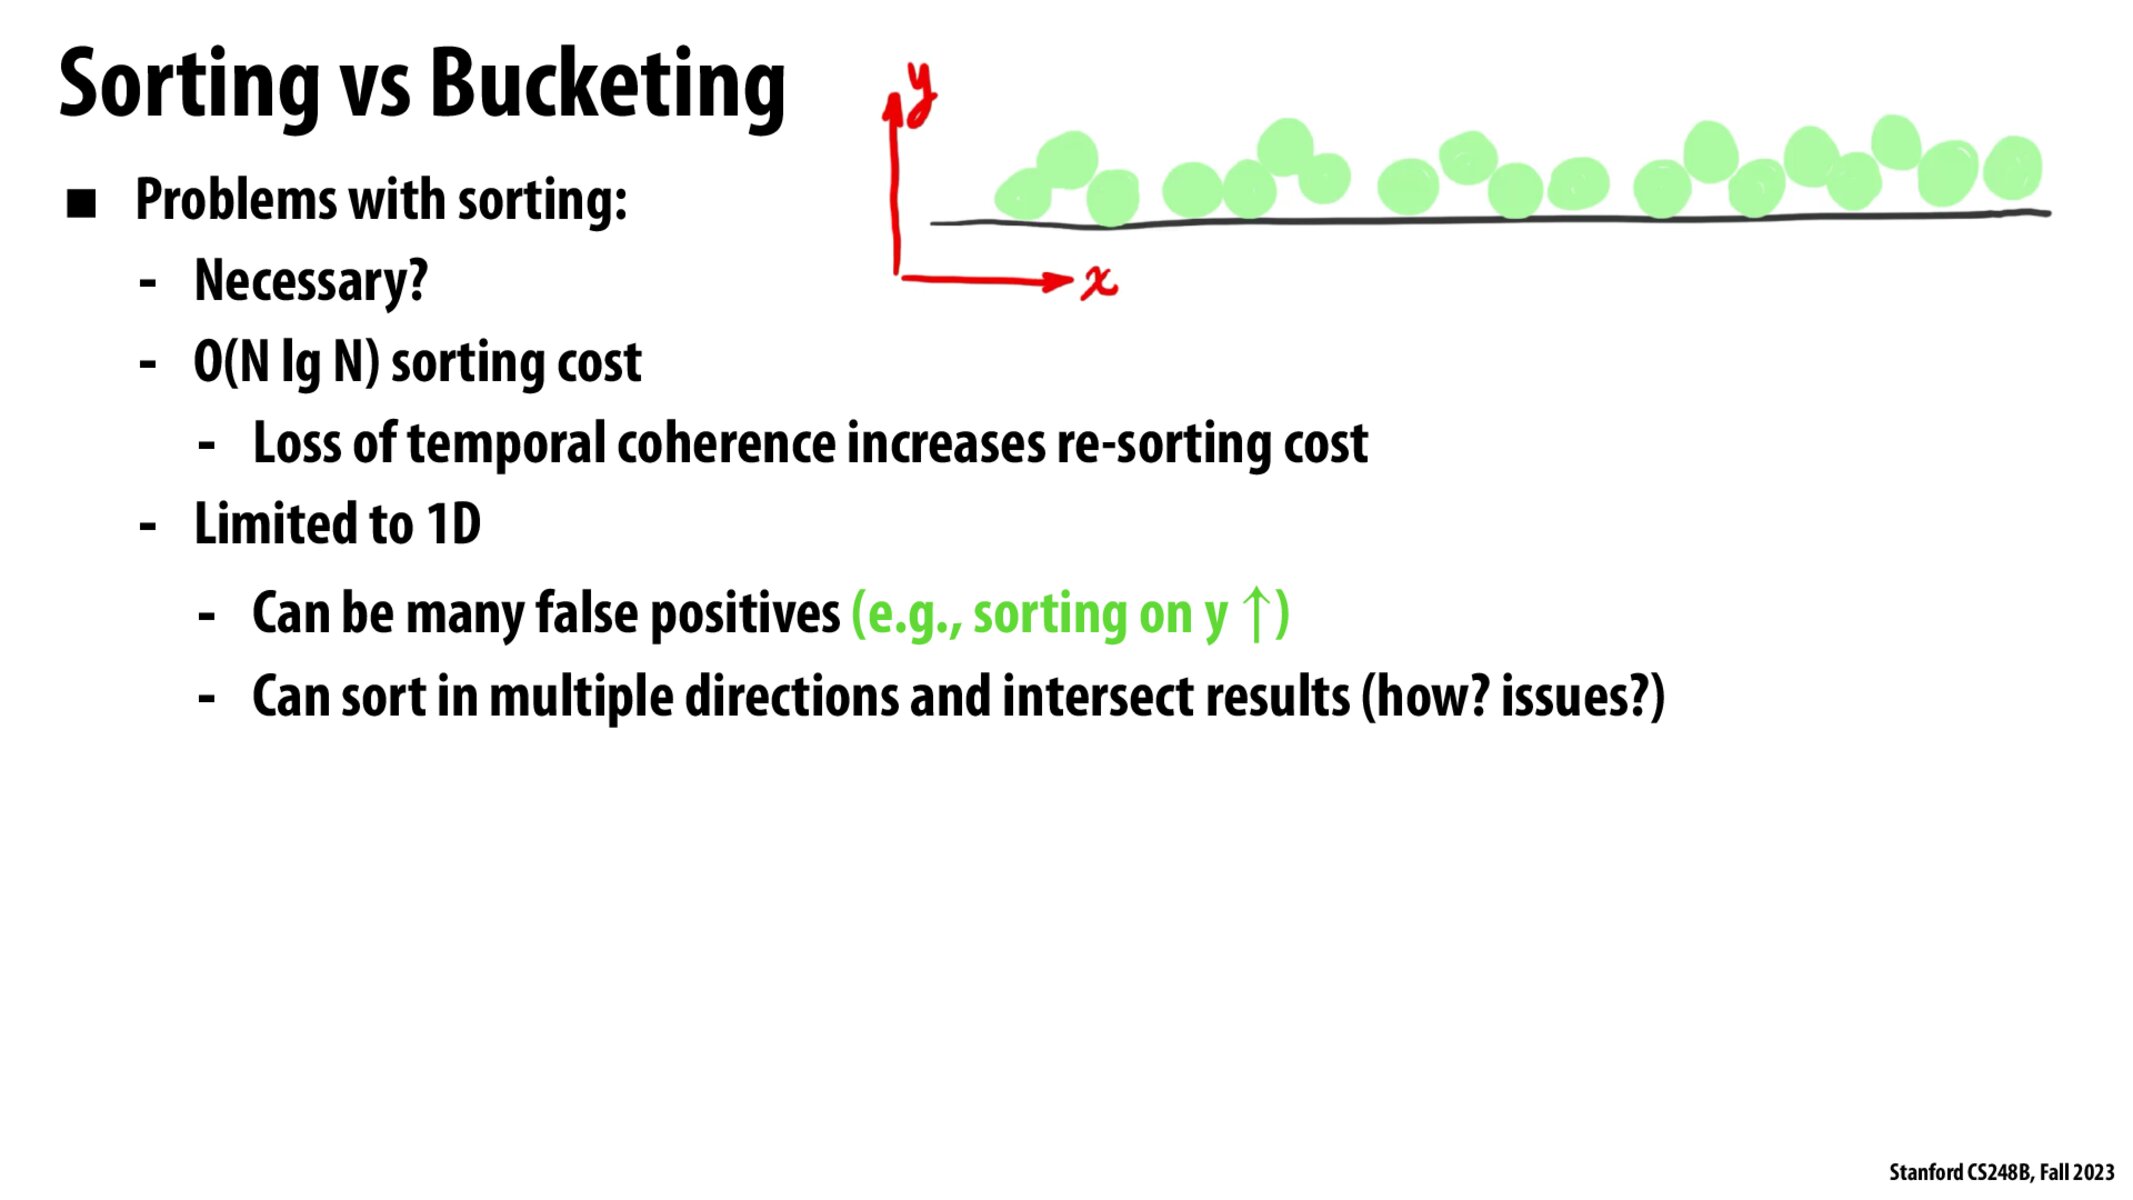 Sorting vs Bucketing
y
x
■ Problems with sorting:
- Necessary?
- O(N lg N) sorting cost
- Loss of temporal coherence increases re-sorting cost
- Limited to 1D
- Can be many false positives (e.g., sorting on y ↑)
- Can sort in multiple directions and intersect results (how? issues?)
Stanford CS248B, Fall 2023